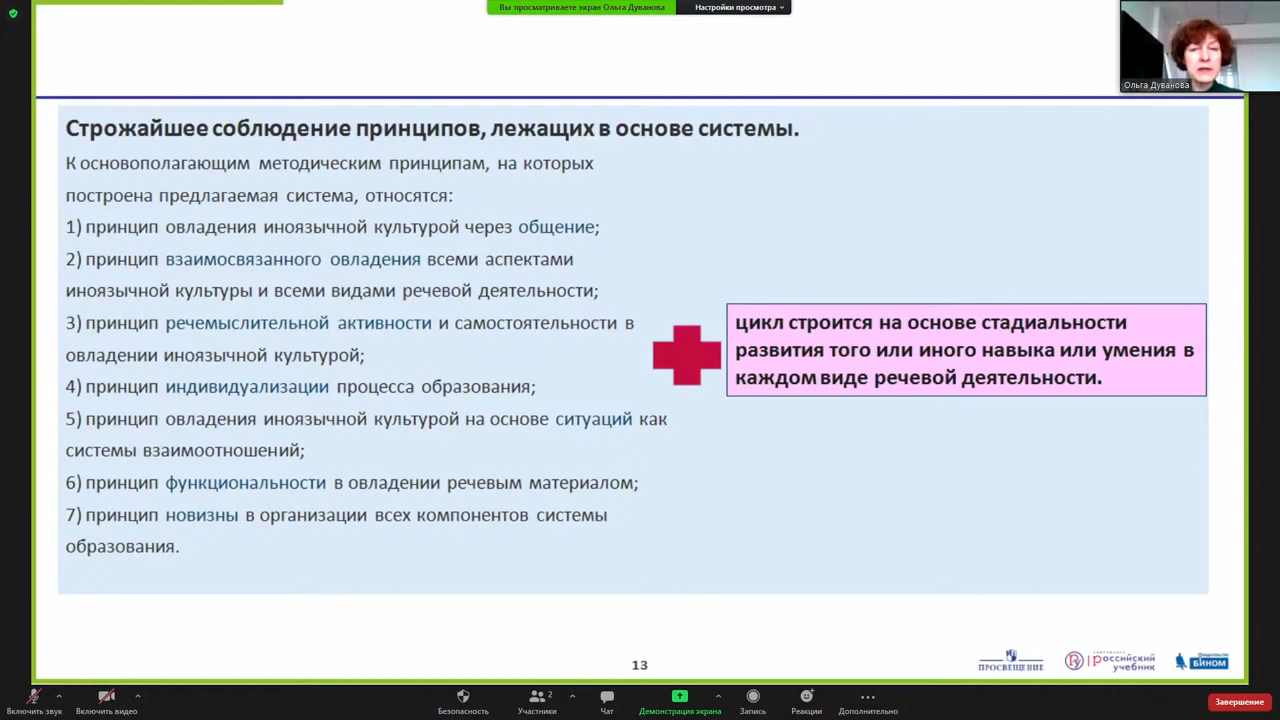 Вы просматриваете экран Ольга Дуванова
Настройки просмотра
Ольга Дуванова
Строжайшее соблюдение принципов, лежащих в основе системы.
К основополагающим методическим принципам, на которых
построена предлагаемая система, относятся:
1) принцип овладения иноязычной культурой через общение;
2) принцип взаимосвязанного овладения всеми аспектами
иноязычной культуры и всеми видами речевой деятельности;
3) принцип речемыслительной активности и самостоятельности в
овладении иноязычной культурой;
4) принцип индивидуализации процесса образования;
5) принцип овладения иноязычной культурой на основе ситуаций как
системы взаимоотношений;
6) принцип функциональности в овладении речевым материалом;
7) принцип новизны в организации всех компонентов системы
образования.
цикл строится на основе стадиальности
развития того или иного навыка или умения в
каждом виде речевой деятельности.
13
ПРОСВЕЩЕНИЕ
российский
учебник
БИНОМ
Включить звук
Включить видео
Безопасность
Участники
2
Чат
Демонстрация экрана
Запись
Реакции
Дополнительно
Завершение